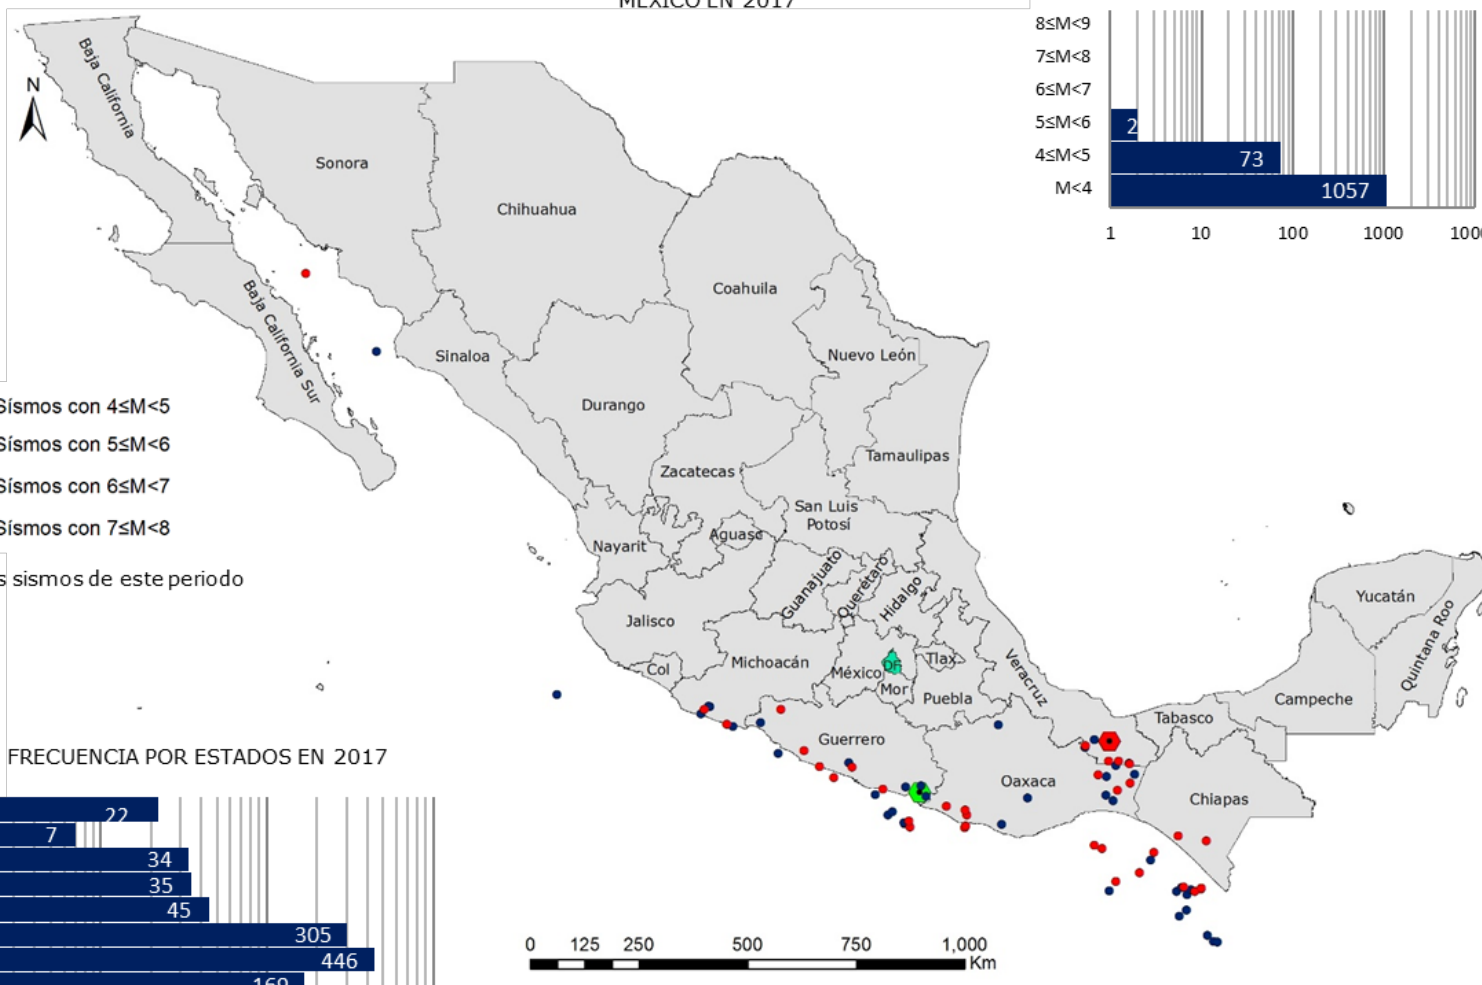 MÉXICO EN 2017
8≤M<9
7≤M<8
6≤M<7
5≤M<6
2
4≤M<5
73
M<4
1057
1 10 100 1000
N
Baja California
Sonora
Chihuahua
Coahuila
Baja California Sur
Sinaloa
Nuevo León
Durango
Tamaulipas
Zacatecas
San Luis
Potosí
Nayarit
Aguasc
Guanajuato
Querétaro
Hidalgo
Jalisco
Michoacán
Col
México
DF
Tlax
Mor
Puebla
Veracruz
Guerrero
Oaxaca
Tabasco
Chiapas
Campeche
Yucatán
Quintana Roo
Sísmos con 4≤M<5
Sísmos con 5≤M<6
Sísmos con 6≤M<7
Sísmos con 7≤M<8
s sismos de este periodo
FRECUENCIA POR ESTADOS EN 2017
22
7
34
35
45
305
446
169
0 125 250 500 750 1,000
Km